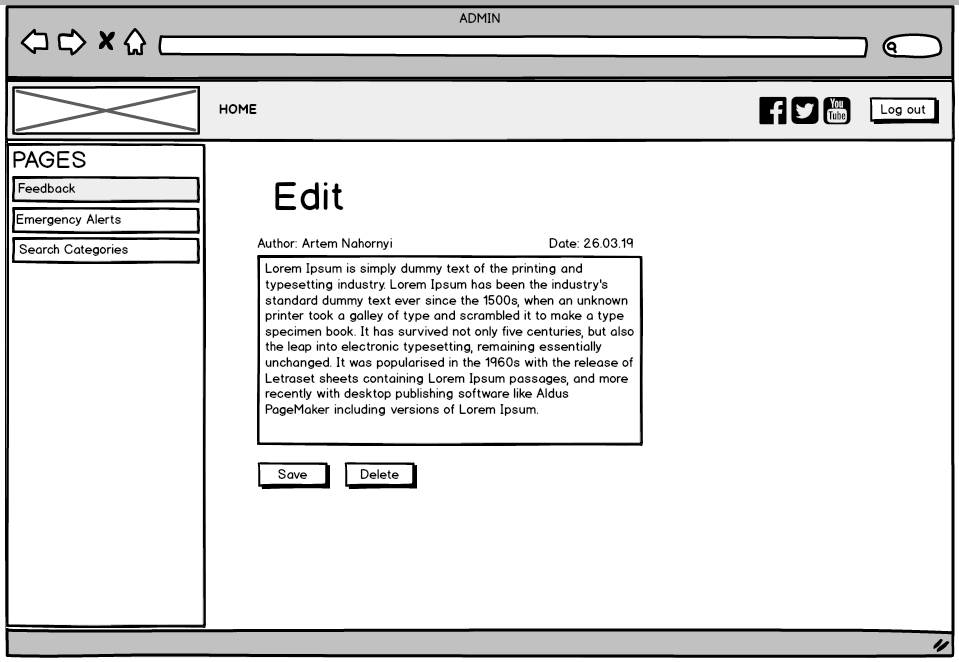 ADMIN
HOME
You
Tube
Log out
PAGES
Feedback
Emergency Alerts
Search Categories
Edit
Author: Artem Nahornyi
Date: 26.03.19
Lorem Ipsum is simply dummy text of the printing and
typesetting industry. Lorem Ipsum has been the industry's
standard dummy text ever since the 1500s, when an unknown
printer took a galley of type and scrambled it to make a type
specimen book. It has survived not only five centuries, but also
the leap into electronic typesetting, remaining essentially
unchanged. It was popularised in the 1960s with the release of
Letraset sheets containing Lorem Ipsum passages, and more
recently with desktop publishing software like Aldus
PageMaker including versions of Lorem Ipsum.
Save
Delete